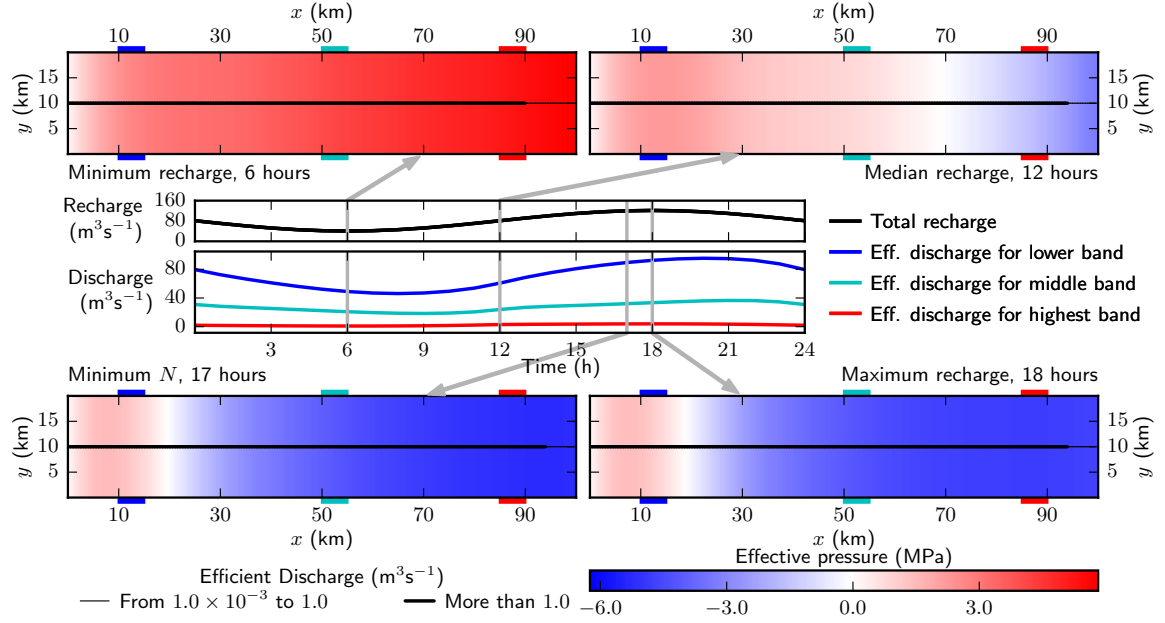 x (km) x (km)
10 30 50 70 90 10 30 50 70 90
y (km) 15 10 5 15 10 5 y (km)
Minimum recharge, 6 hours Median recharge, 12 hours
Recharge (m³s⁻¹) 160 80 0
Discharge (m³s⁻¹) 80 40 0
3 6 9 12 15 18 21 24
Time (h)
Total recharge
Eff. discharge for lower band
Eff. discharge for middle band
Eff. discharge for highest band
Minimum N, 17 hours Maximum recharge, 18 hours
y (km) 15 10 5 15 10 5 y (km)
10 30 50 70 90 10 30 50 70 90
x (km) x (km)
Efficient Discharge (m³s⁻¹)
From 1.0 × 10⁻³ to 1.0 More than 1.0
Effective pressure (MPa)
−6.0 −3.0 0.0 3.0